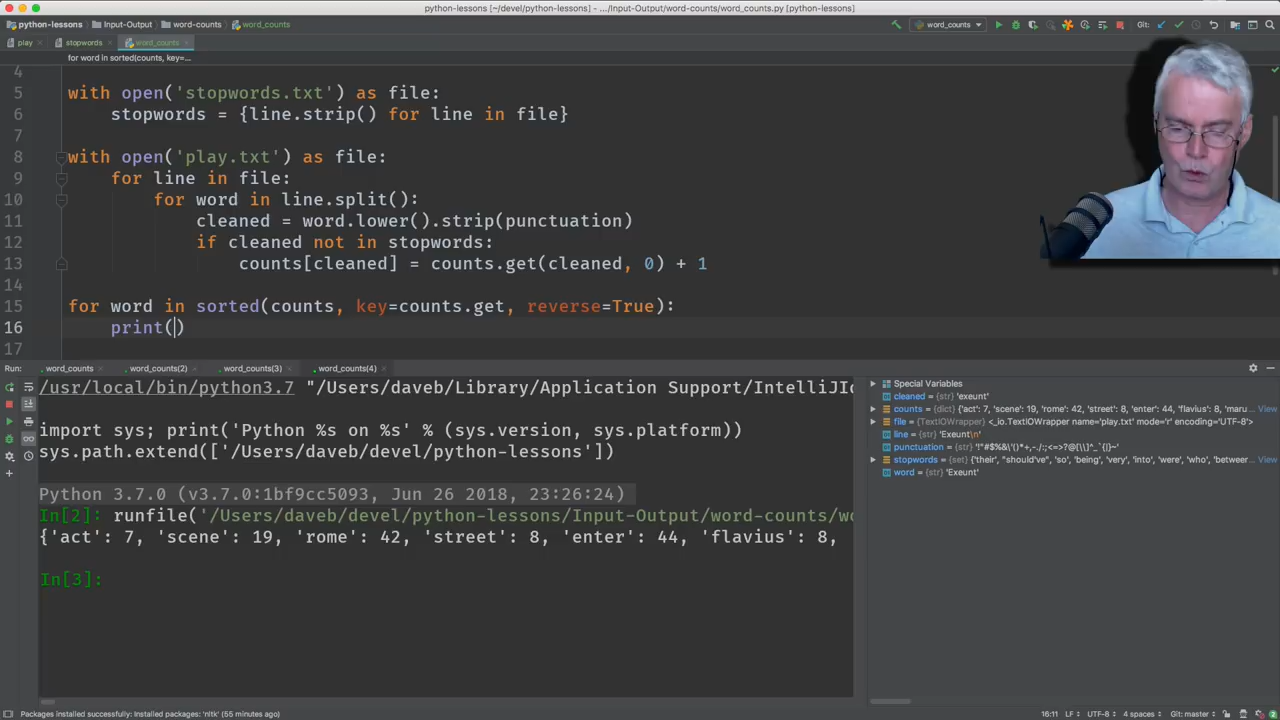 python-lessons [~/devel/python-lessons] - .../Input-Output/word-counts/word_counts.py [python-lessons]
python-lessons Input-Output word-counts word_counts
word_counts Git:
play stopwords word_counts
for word in sorted(counts, key=...
4
5 with open('stopwords.txt') as file:
6 stopwords = {line.strip() for line in file}
7
8 with open('play.txt') as file:
9 for line in file:
10 for word in line.split():
11 cleaned = word.lower().strip(punctuation)
12 if cleaned not in stopwords:
13 counts[cleaned] = counts.get(cleaned, 0) + 1
14
15 for word in sorted(counts, key=counts.get, reverse=True):
16 print()
17
Run: word_counts word_counts(2) word_counts(3) word_counts(4)
/usr/local/bin/python3.7 "/Users/daveb/Library/Application Support/IntelliJId
import sys; print('Python %s on %s' % (sys.version, sys.platform))
sys.path.extend(['/Users/daveb/devel/python-lessons'])
Python 3.7.0 (v3.7.0:1bf9cc5093, Jun 26 2018, 23:26:24)
In[2]: runfile('/Users/daveb/devel/python-lessons/Input-Output/word-counts/wo
{'act': 7, 'scene': 19, 'rome': 42, 'street': 8, 'enter': 44, 'flavius': 8,
In[3]:
Special Variables
cleaned = {str} 'exeunt'
counts = {dict} {'act': 7, 'scene': 19, 'rome': 42, 'street': 8, 'enter': 44, 'flavius': 8, 'maru... View
file = {TextIOWrapper} <_io.TextIOWrapper name='play.txt' mode='r' encoding='UTF-8'>
line = {str} 'Exeunt\n'
punctuation = {str} '!"#$%&\'()*+,-./:;<=>?@[\\]^_`{|}~'
stopwords = {set} {'their', "should've", 'so', 'being', 'very', 'into', 'were', 'who', 'betweer... View
word = {str} 'Exeunt'
Packages installed successfully: Installed packages: 'nltk' (55 minutes ago)
16:11 LF UTF-8 4 spaces Git: master